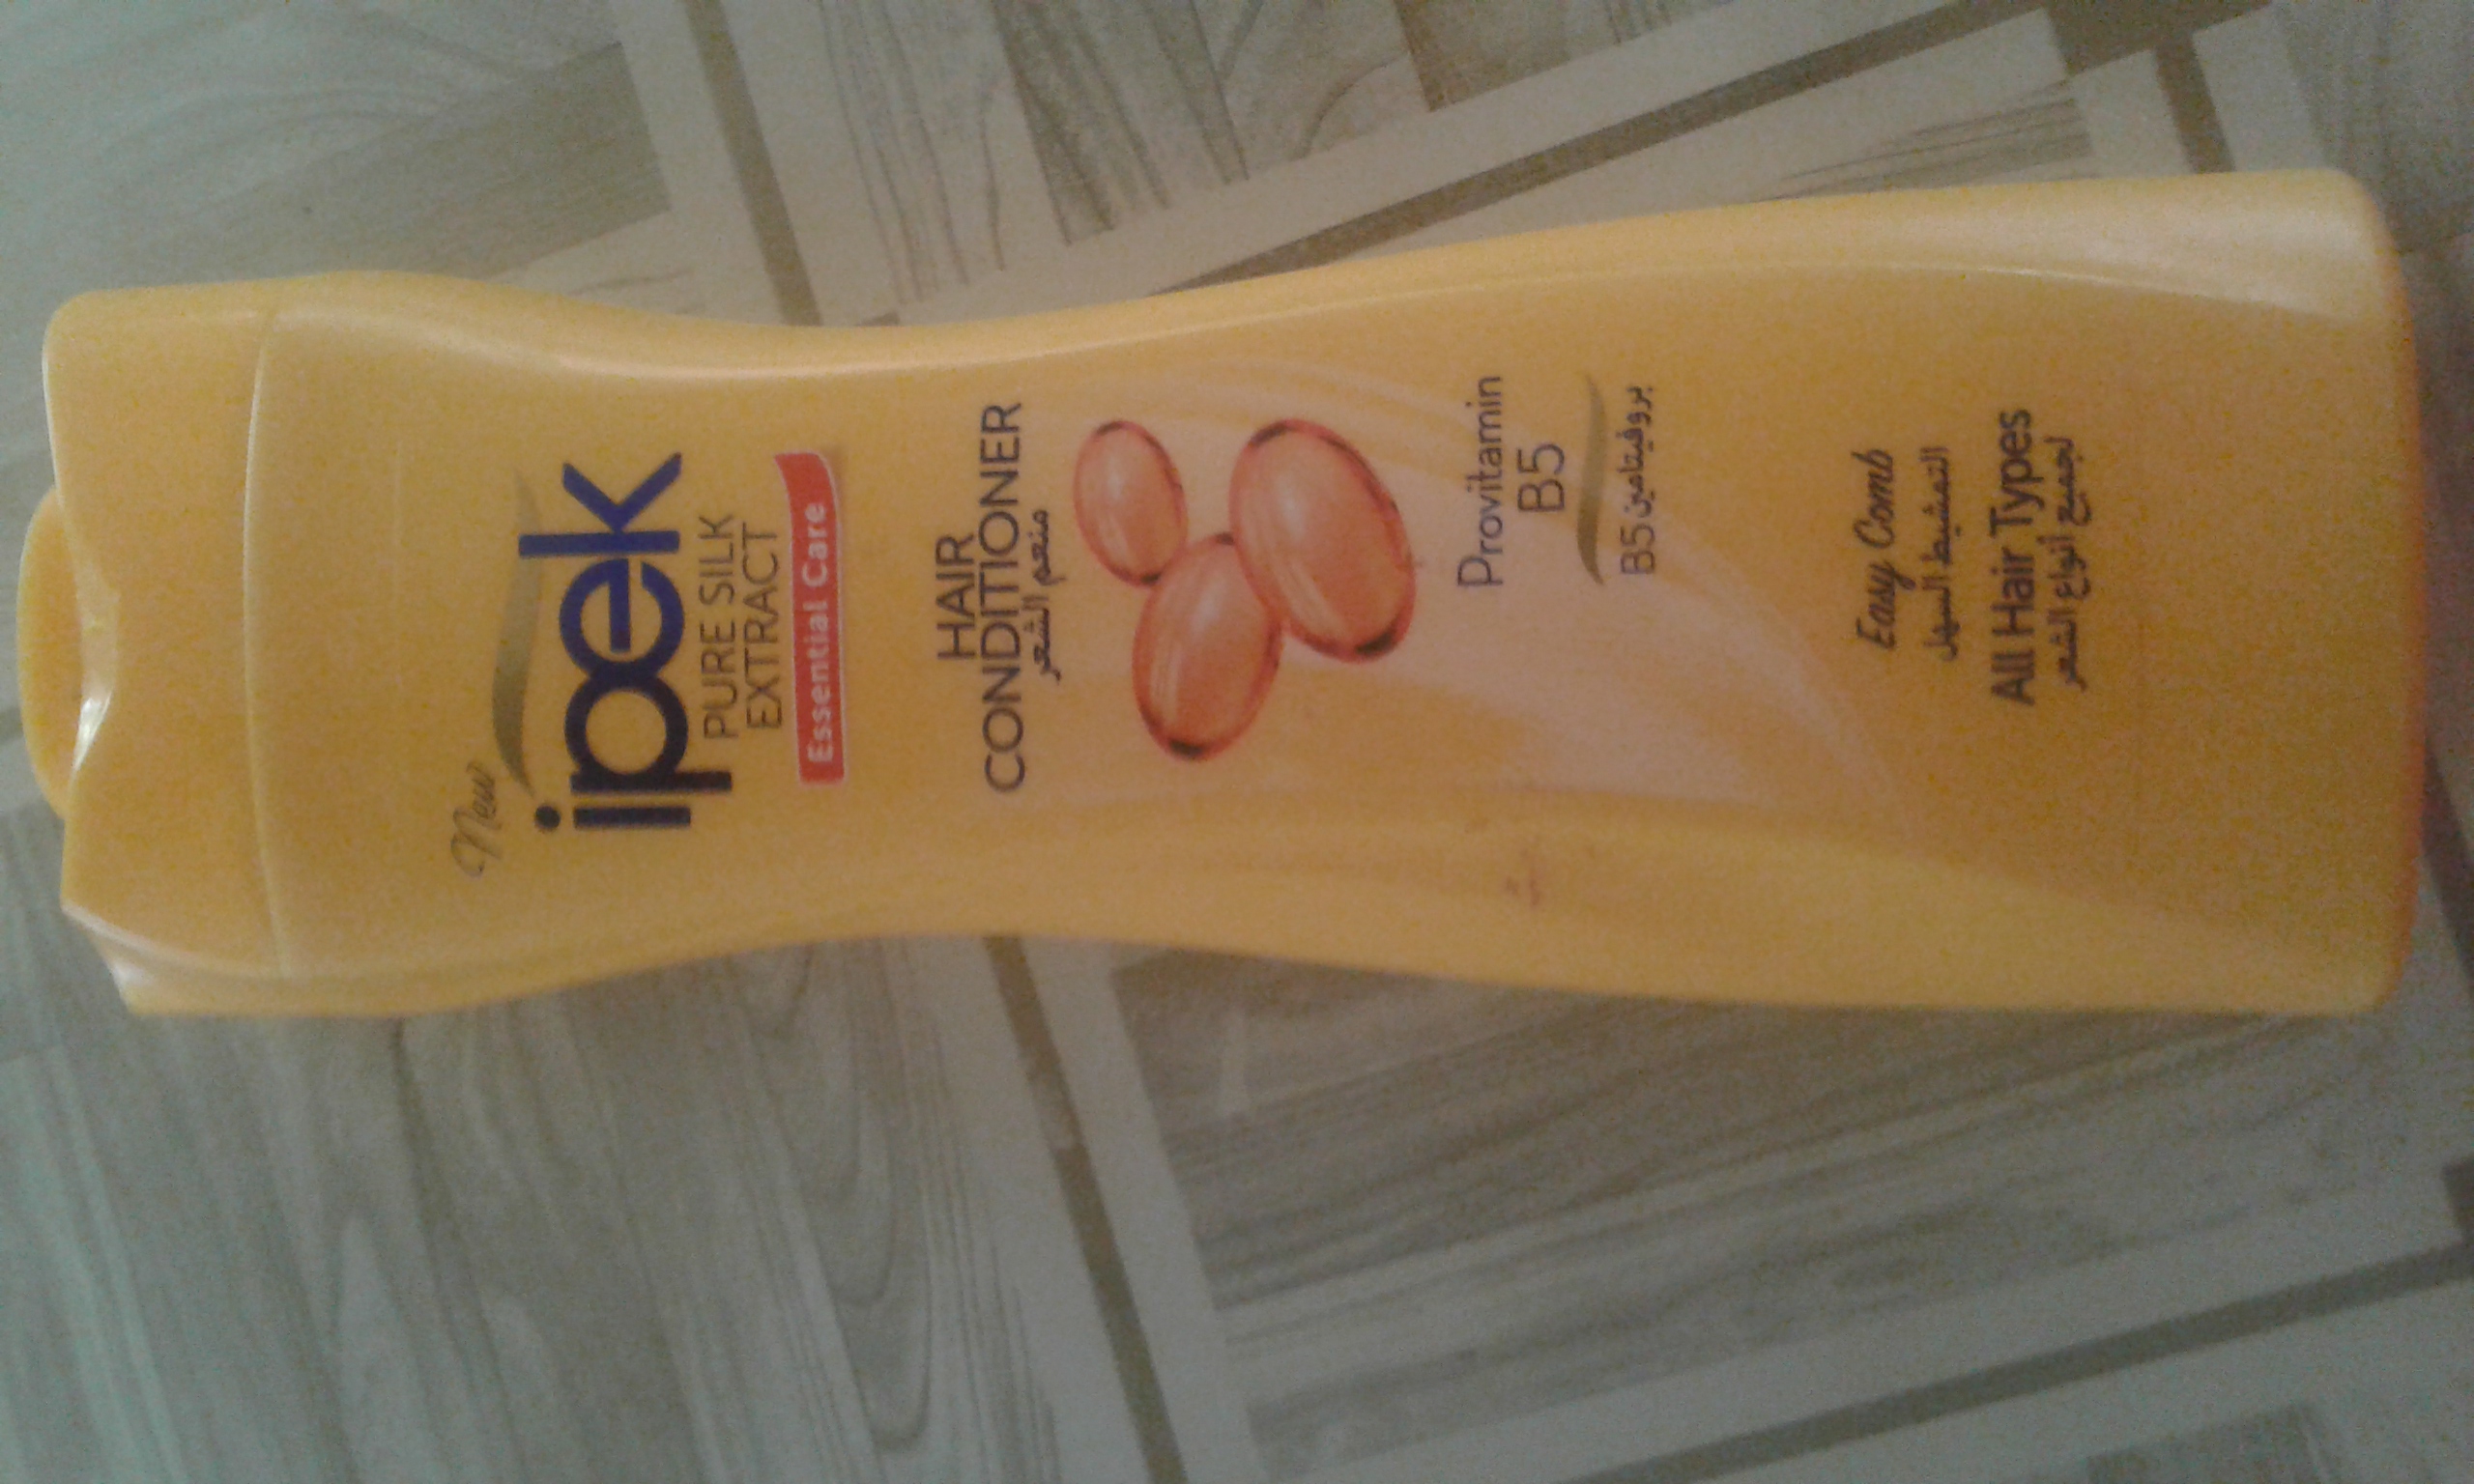 New
ipek
PURE SILK
EXTRACT
Essential Care
HAIR
CONDITIONER
منعم الشعر
Provitamin
B5
بروفيتامين B5
Easy Comb
التمشيط السهل
All Hair Types
لجميع أنواع الشعر